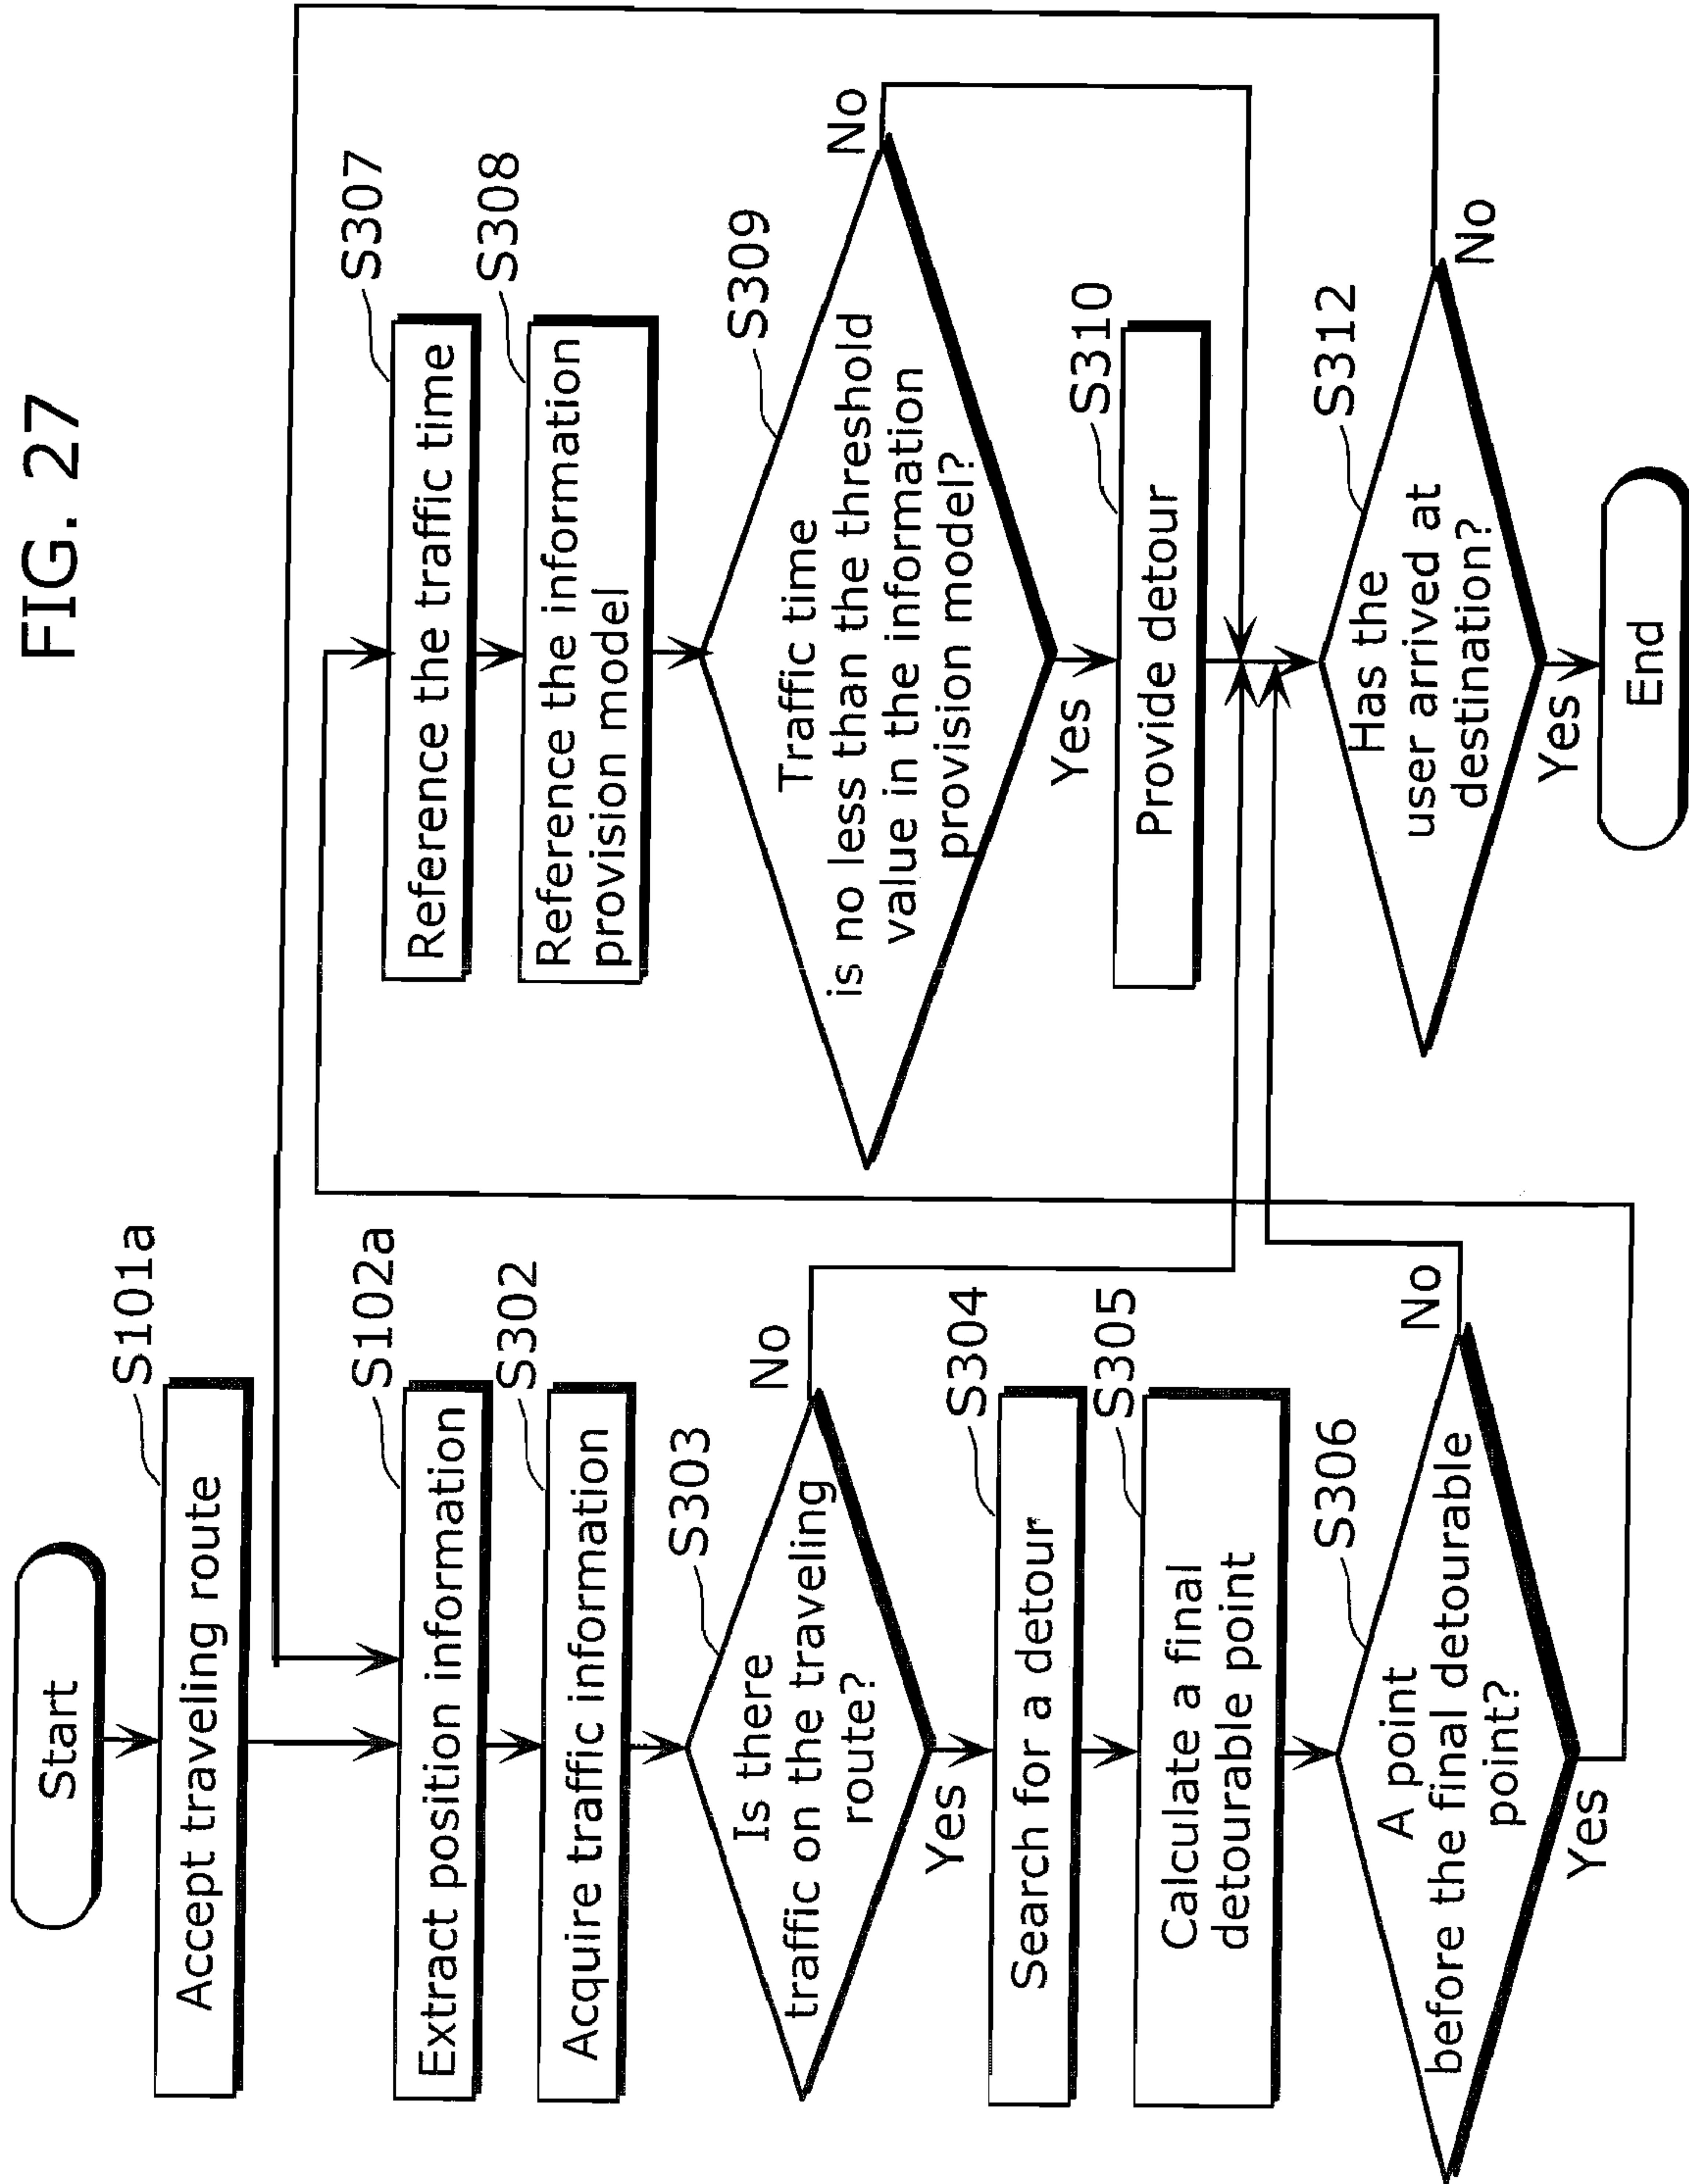 FIG. 27
Start
S101a
Accept traveling route
S102a
Extract position information
S302
Acquire traffic information
S303
Is there
traffic on the traveling
route?
No
Yes
S304
Search for a detour
S305
Calculate a final
detourable point
S306
A point
before the final detourable
point?
No
Yes
S307
Reference the traffic time
S308
Reference the information
provision model
S309
Traffic time
is no less than the threshold
value in the information
provision model?
No
Yes
S310
Provide detour
S312
Has the
user arrived at
destination?
No
Yes
End